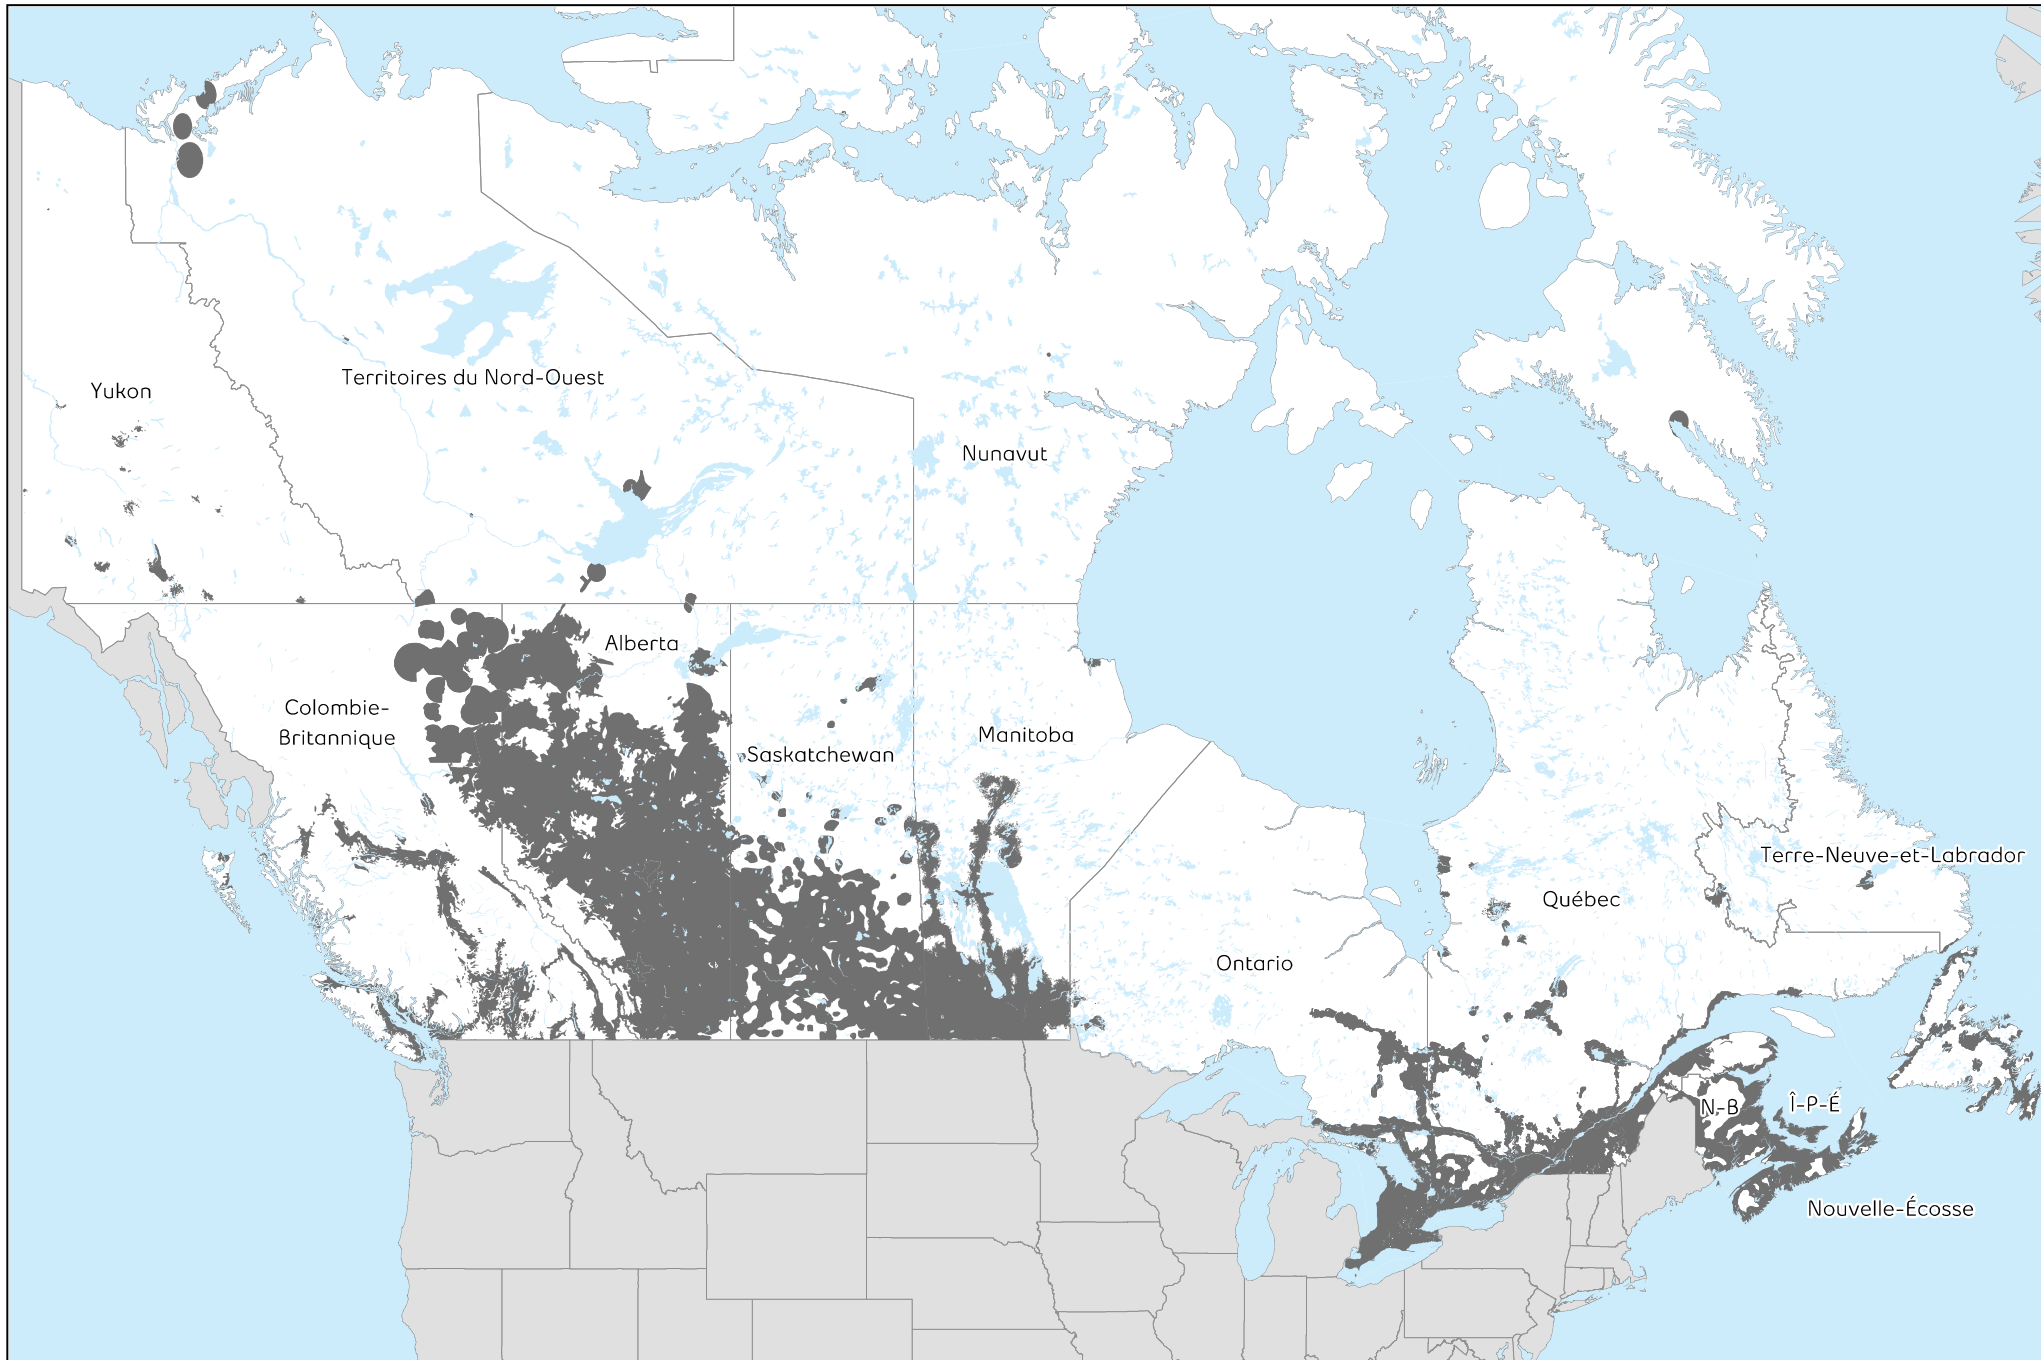 Yukon
Territoires du Nord-Ouest
Nunavut
Alberta
Colombie-
Britannique
Saskatchewan
Manitoba
Ontario
Québec
Terre-Neuve-et-Labrador
N-B
Î-P-É
Nouvelle-Écosse